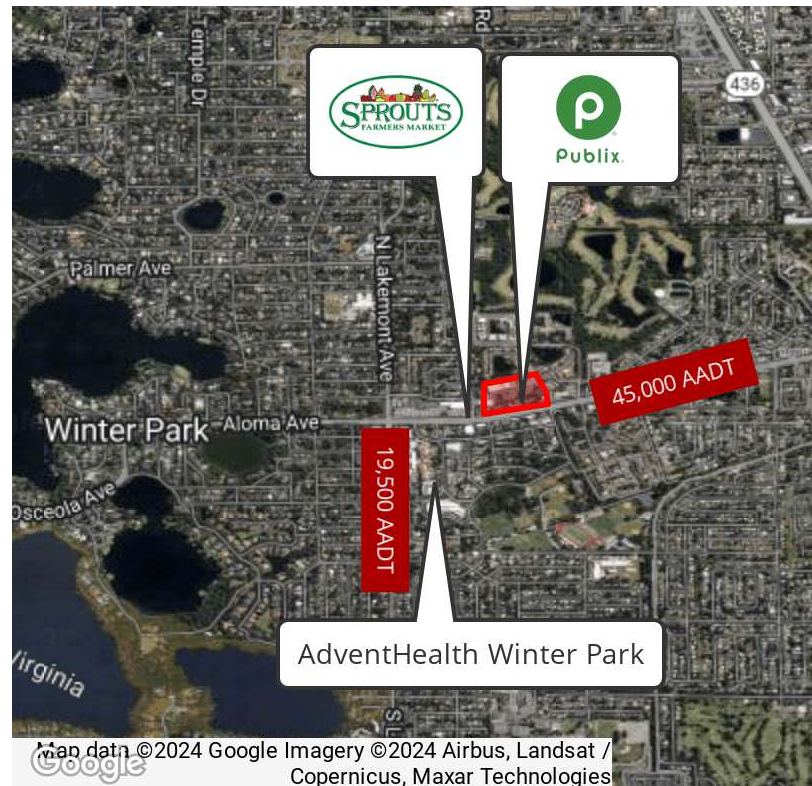 Temple Dr
Rd
436
SPROUTS
FARMERS MARKET
Publix
Palmer Ave
N Lakemont Ave
45,000 AADT
Winter Park
Aloma Ave
19,500 AADT
Osceola Ave
AdventHealth Winter Park
Virginia
S L
Map data ©2024 Google Imagery ©2024 Airbus, Landsat /
Copernicus, Maxar Technologies
Google